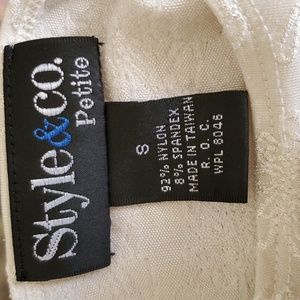 Style&co.
Petite
S
92% NYLON
8% SPANDEX
MADE IN TAIWAN
R. O. C.
WPL 8046